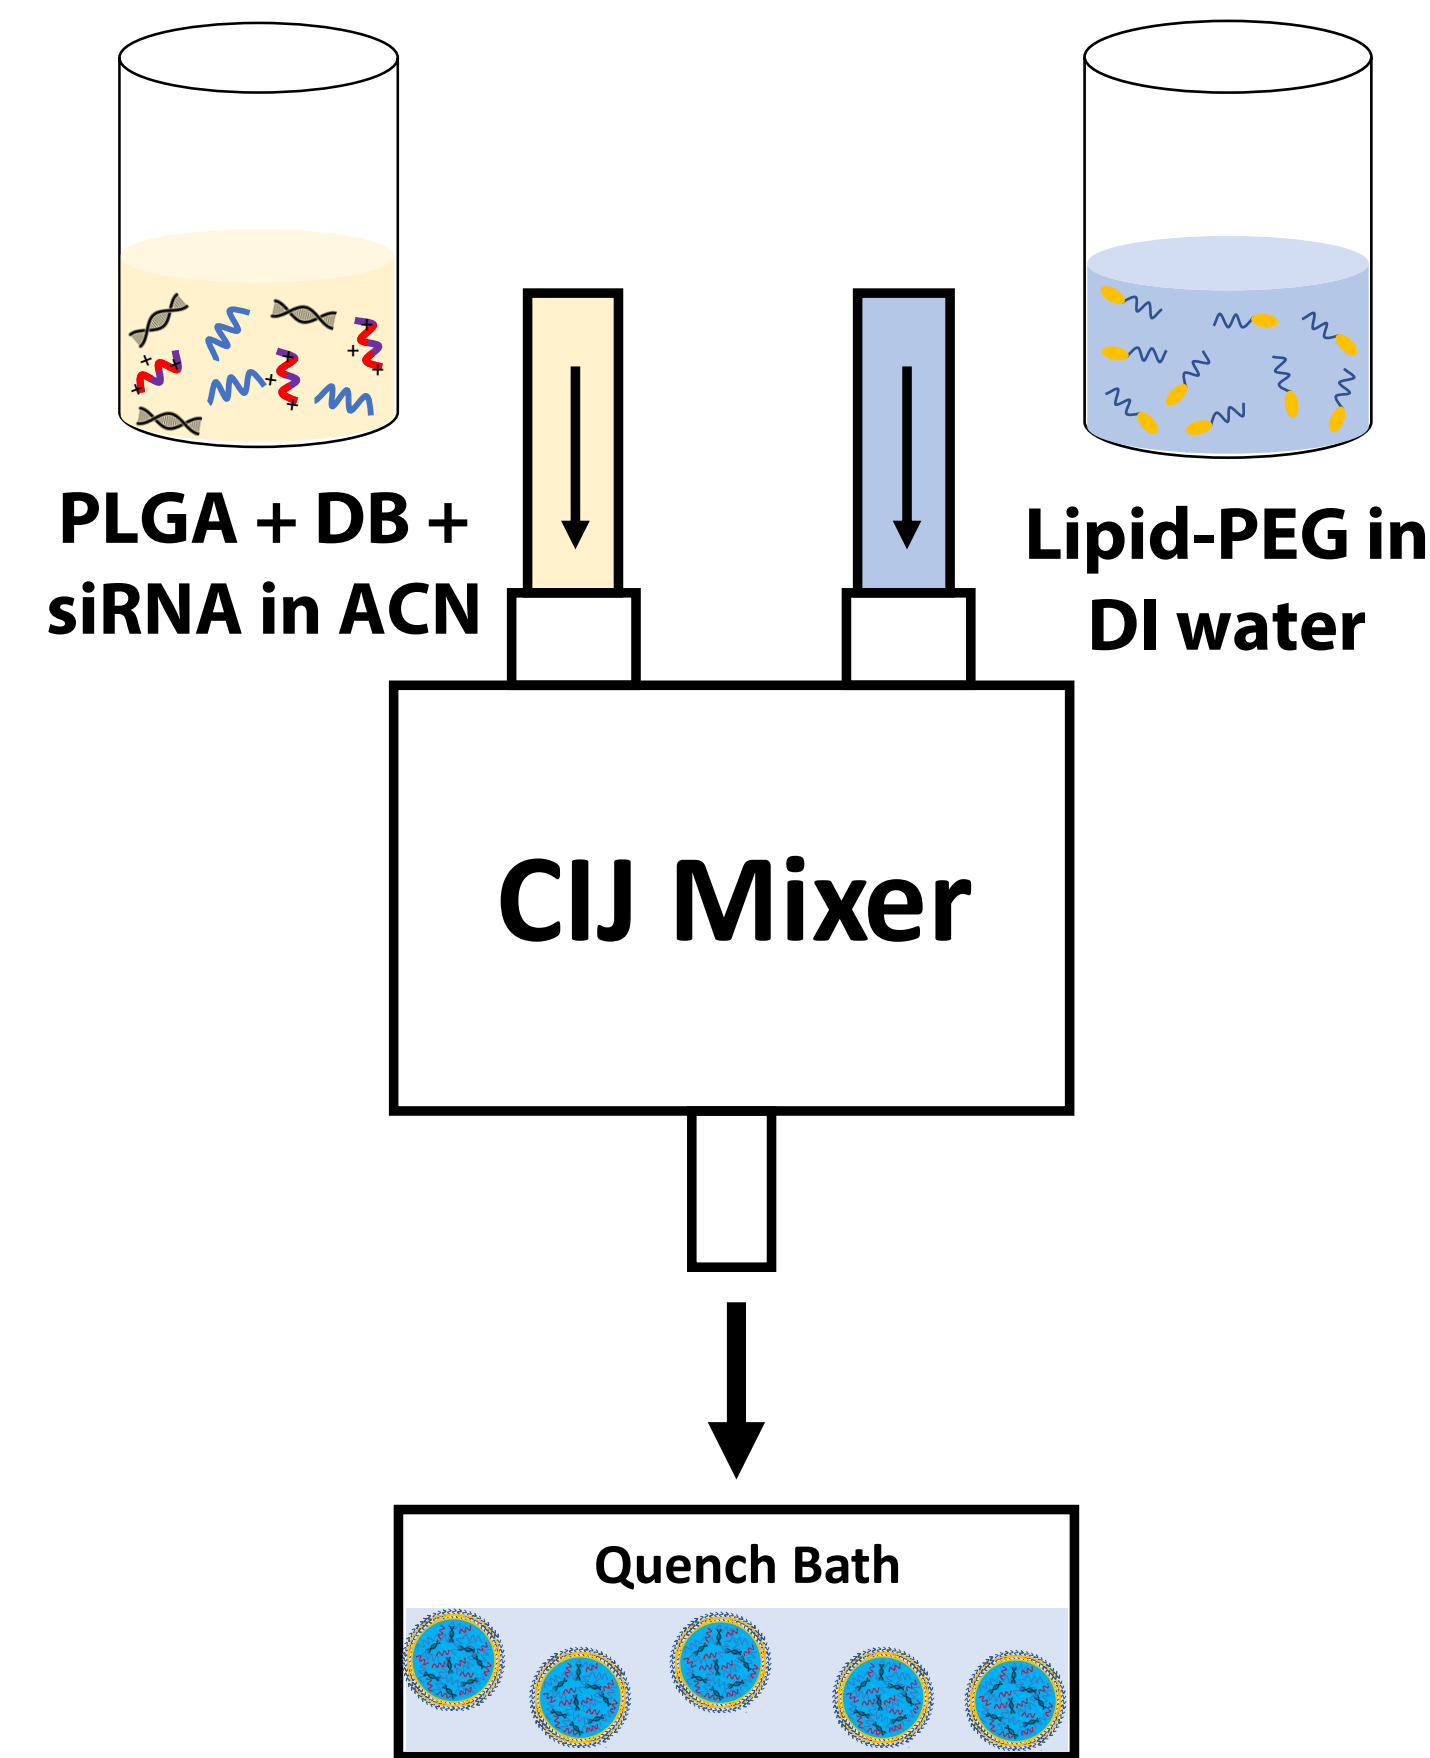 PLGA + DB +
siRNA in ACN
Lipid-PEG in
DI water
CIJ Mixer
Quench Bath